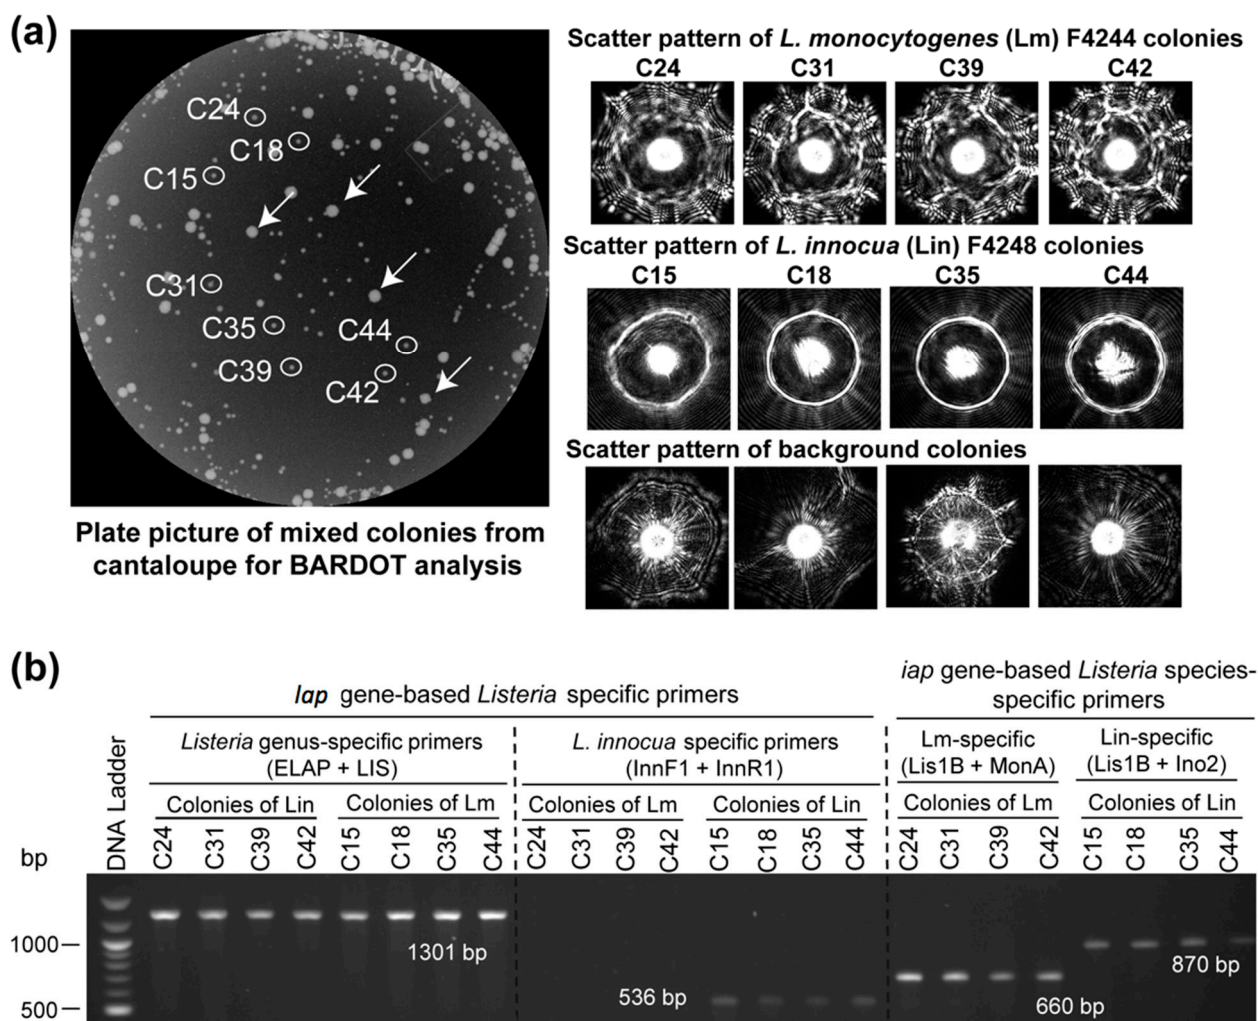 (a)
C24
C18
C15
C31
C35
C44
C39
C42
Plate picture of mixed colonies from
cantaloupe for BARDOT analysis
Scatter pattern of L. monocytogenes (Lm) F4244 colonies
C24 C31 C39 C42
Scatter pattern of L. innocua (Lin) F4248 colonies
C15 C18 C35 C44
Scatter pattern of background colonies
(b)
lap gene-based Listeria specific primers
iap gene-based Listeria species-
specific primers
Listeria genus-specific primers
(ELAP + LIS)
L. innocua specific primers
(InnF1 + InnR1)
Lm-specific
(Lis1B + MonA)
Lin-specific
(Lis1B + Ino2)
DNA Ladder
Colonies of Lin Colonies of Lm Colonies of Lm Colonies of Lin Colonies of Lm Colonies of Lin
bp
C24 C31 C39 C42 C15 C18 C35 C44 C24 C31 C39 C42 C15 C18 C35 C44 C24 C31 C39 C42 C15 C18 C35 C44
1000
1301 bp
870 bp
536 bp
660 bp
500